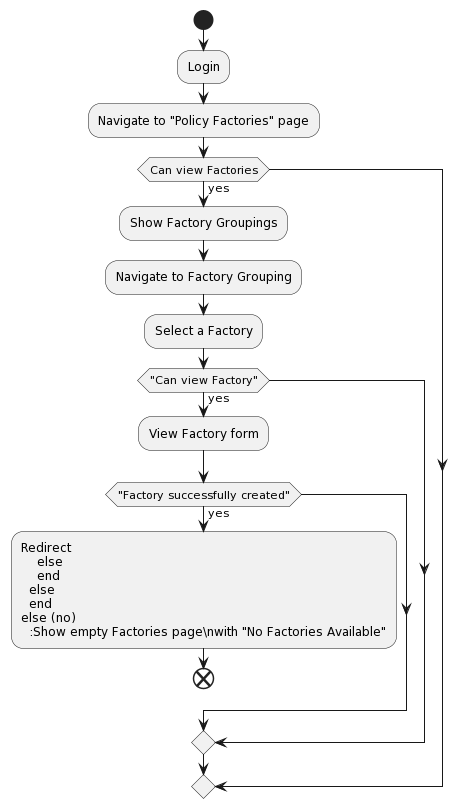 Login
Navigate to "Policy Factories" page
Can view Factories
yes
Show Factory Groupings
Navigate to Factory Grouping
Select a Factory
"Can view Factory"
yes
View Factory form
"Factory successfully created"
yes
Redirect
    else
    end
  else
  end
else (no)
  :Show empty Factories page\nwith "No Factories Available"